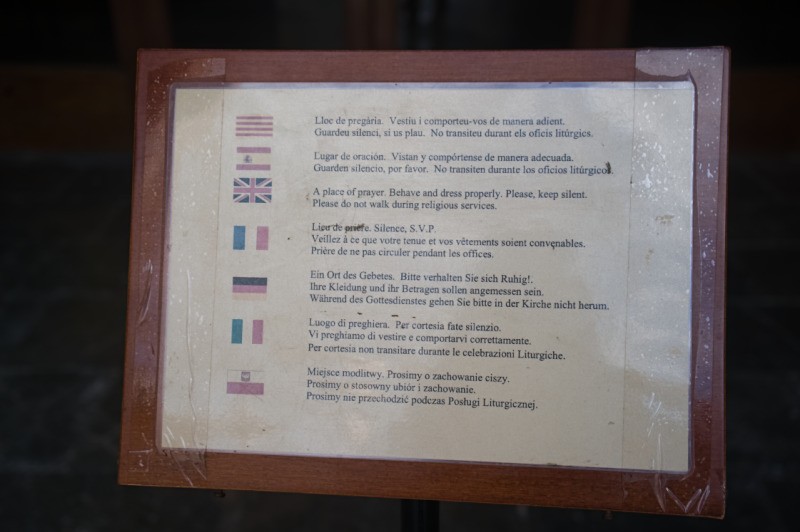 Lloc de pregària. Vestiu i comporteu-vos de manera adient.
Guardeu silenci, si us plau. No transiteu durant els oficis litúrgics.
Lugar de oración. Vistan y compórtense de manera adecuada.
Guarden silencio, por favor. No transiten durante los oficios litúrgicos.
A place of prayer. Behave and dress properly. Please, keep silent.
Please do not walk during religious services.
Lieu de prière. Silence, S.V.P.
Veillez à ce que votre tenue et vos vêtements soient convenables.
Prière de ne pas circuler pendant les offices.
Ein Ort des Gebetes. Bitte verhalten Sie sich Ruhig!.
Ihre Kleidung und ihr Betragen sollen angemessen sein.
Während des Gottesdienstes gehen Sie bitte in der Kirche nicht herum.
Luogo di preghiera. Per cortesia fate silenzio.
Vi preghiamo di vestire e comportarvi correttamente.
Per cortesia non transitare durante le celebrazioni Liturgiche.
Miejsce modlitwy. Prosimy o zachowanie ciszy.
Prosimy o stosowny ubiór i zachowanie.
Prosimy nie przechodzić podczas Posługi Liturgicznej.